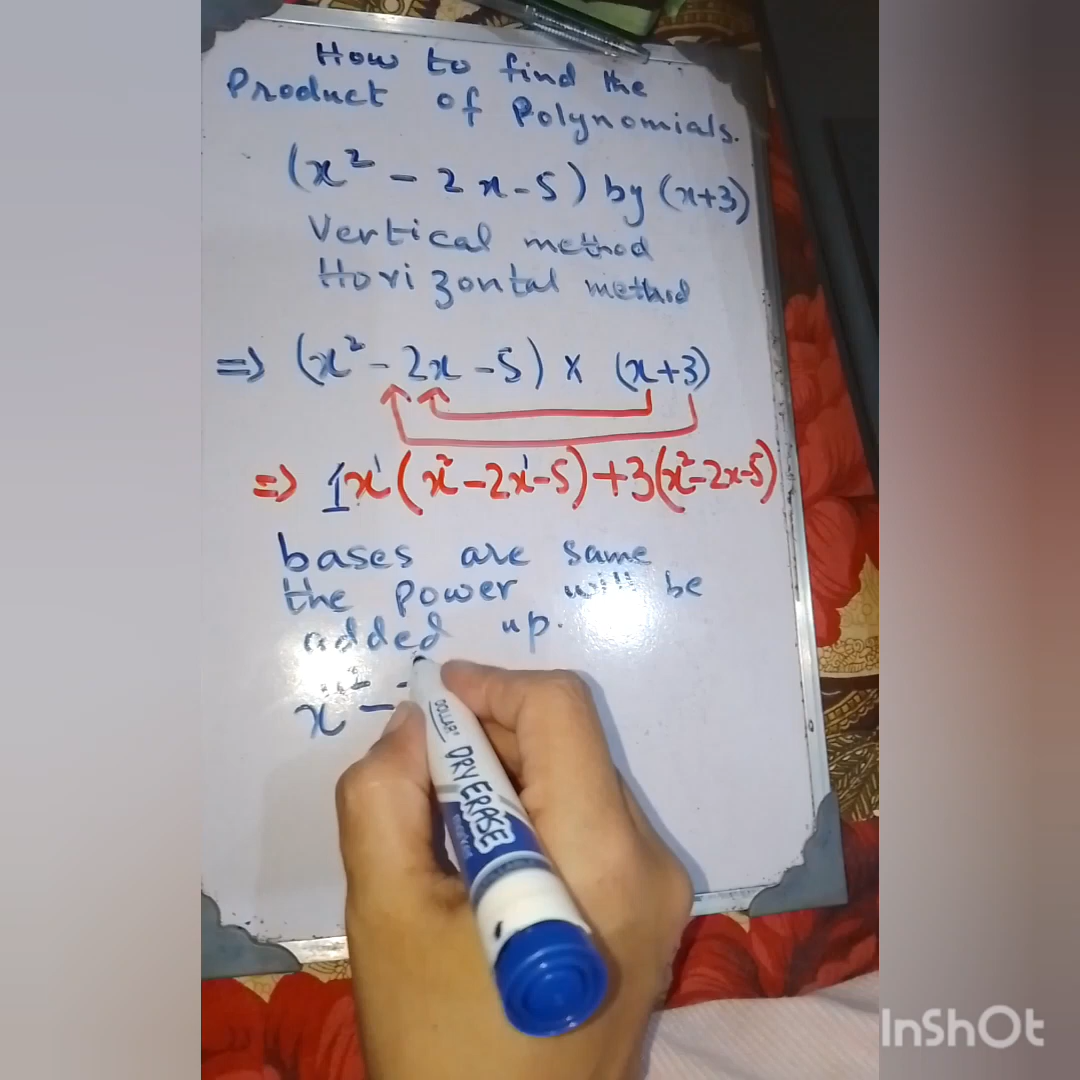 How to find the
Product of Polynomials.
(x² - 2x-5) by (x+3)
Vertical method
Horizontal method
=> (x² - 2x -5) x (x+3)
=> 1x¹(x²-2x¹-5)+3(x²-2x-5)
bases are same
the power will be
added up.
x
DOLLAR
DRY ERASE
InShOt